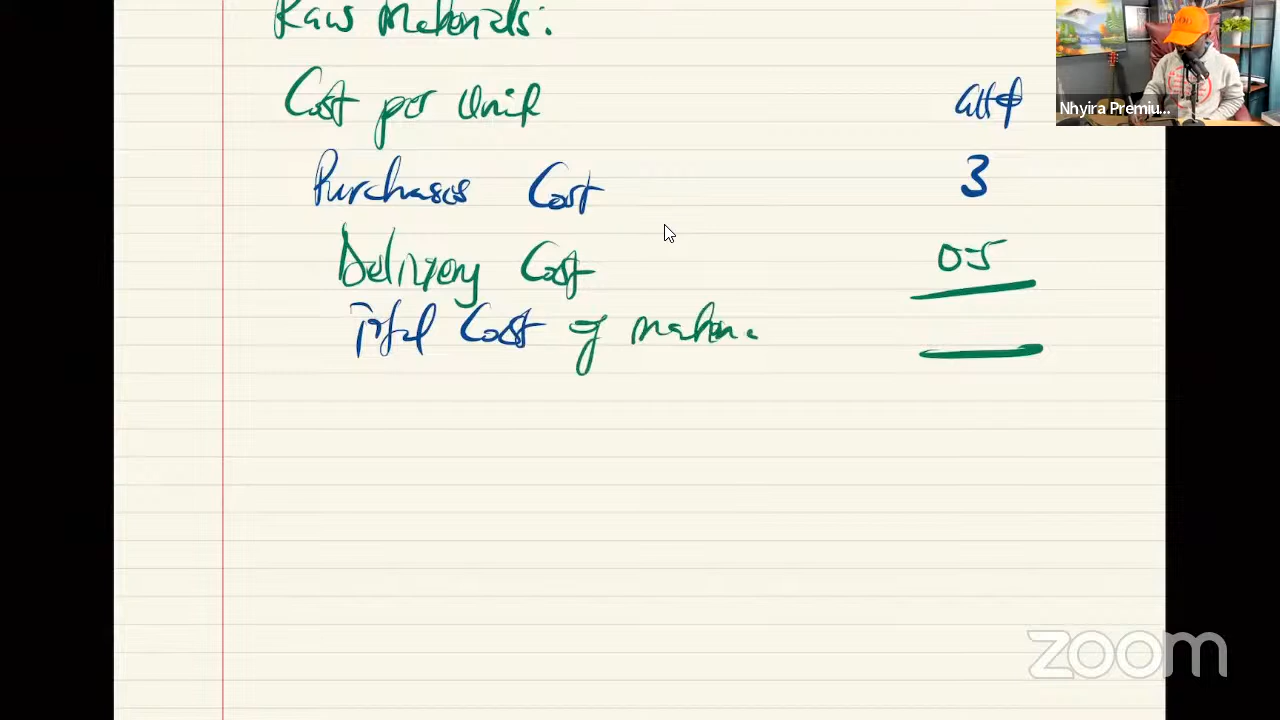 Raw Materials:
Cost per Unit GH¢
Purchases Cost 3
Delivery Cost 0.5
Total Cost of
Nhyira Premiu...
zoom